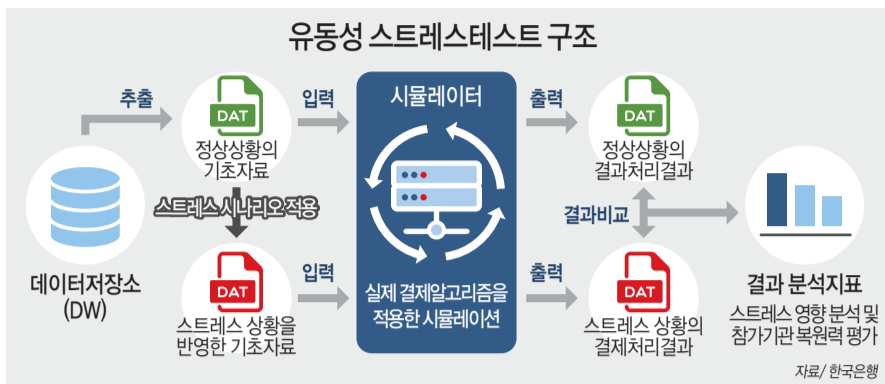 유동성 스트레스테스트 구조
추출
DAT
정상상황의
기초자료
입력
시뮬레이터
출력
DAT
정상상황의
결과처리결과
스트레스 시나리오 적용
결과비교
데이터저장소
(DW)
DAT
스트레스 상황을
반영한 기초자료
입력
실제 결제알고리즘을
적용한 시뮬레이션
출력
DAT
스트레스 상황의
결제처리결과
결과 분석지표
스트레스 영향 분석 및
참가기관 복원력 평가
자료/ 한국은행